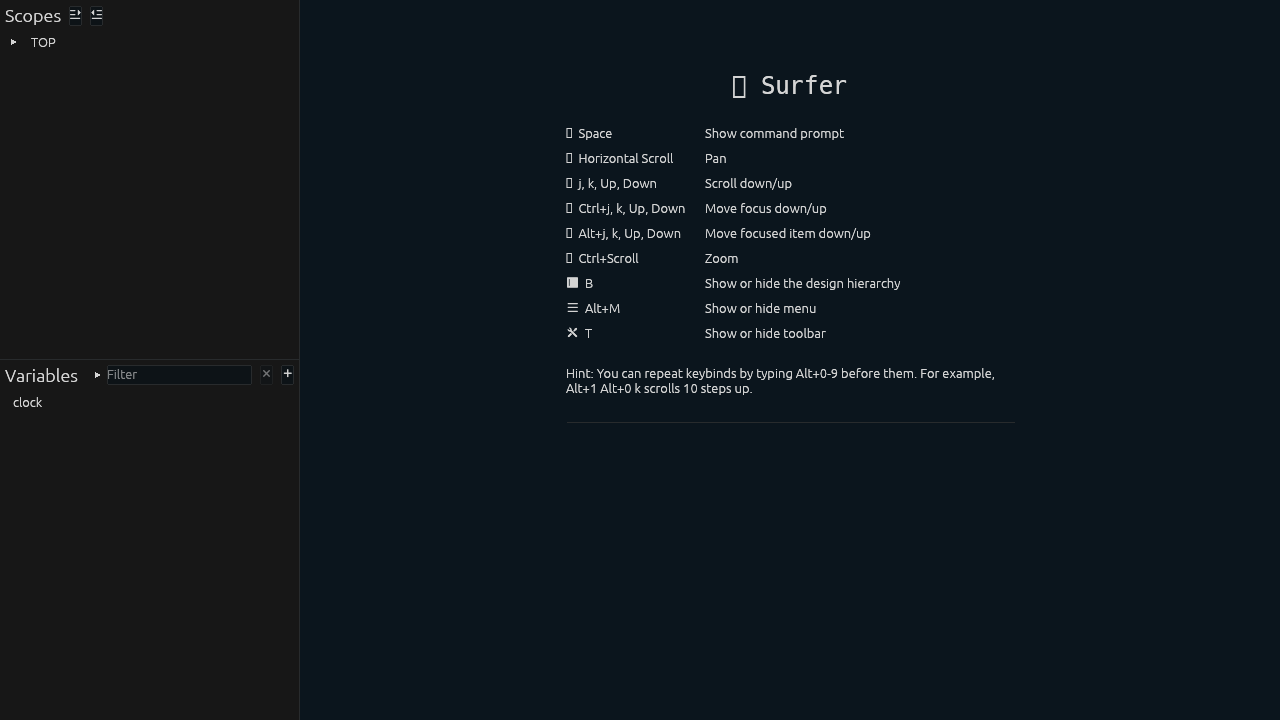 Scopes
TOP
Surfer
Space Show command prompt
Horizontal Scroll Pan
j, k, Up, Down Scroll down/up
Ctrl+j, k, Up, Down Move focus down/up
Alt+j, k, Up, Down Move focused item down/up
Ctrl+Scroll Zoom
B Show or hide the design hierarchy
Alt+M Show or hide menu
T Show or hide toolbar
Hint: You can repeat keybinds by typing Alt+0-9 before them. For example,
Alt+1 Alt+0 k scrolls 10 steps up.
Variables Filter
clock